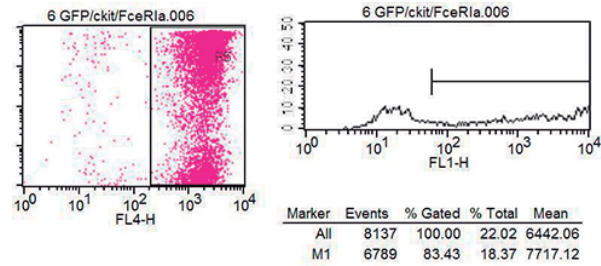 6 GFP/ckit/FceRIa.006
R5
10^0 10^1 10^2 10^3 10^4
FL4-H
6 GFP/ckit/FceRIa.006
50
40
30
20
10
0
10^0 10^1 10^2 10^3 10^4
FL1-H
Marker Events % Gated % Total Mean
All 8137 100.00 22.02 6442.06
M1 6789 83.43 18.37 7717.12